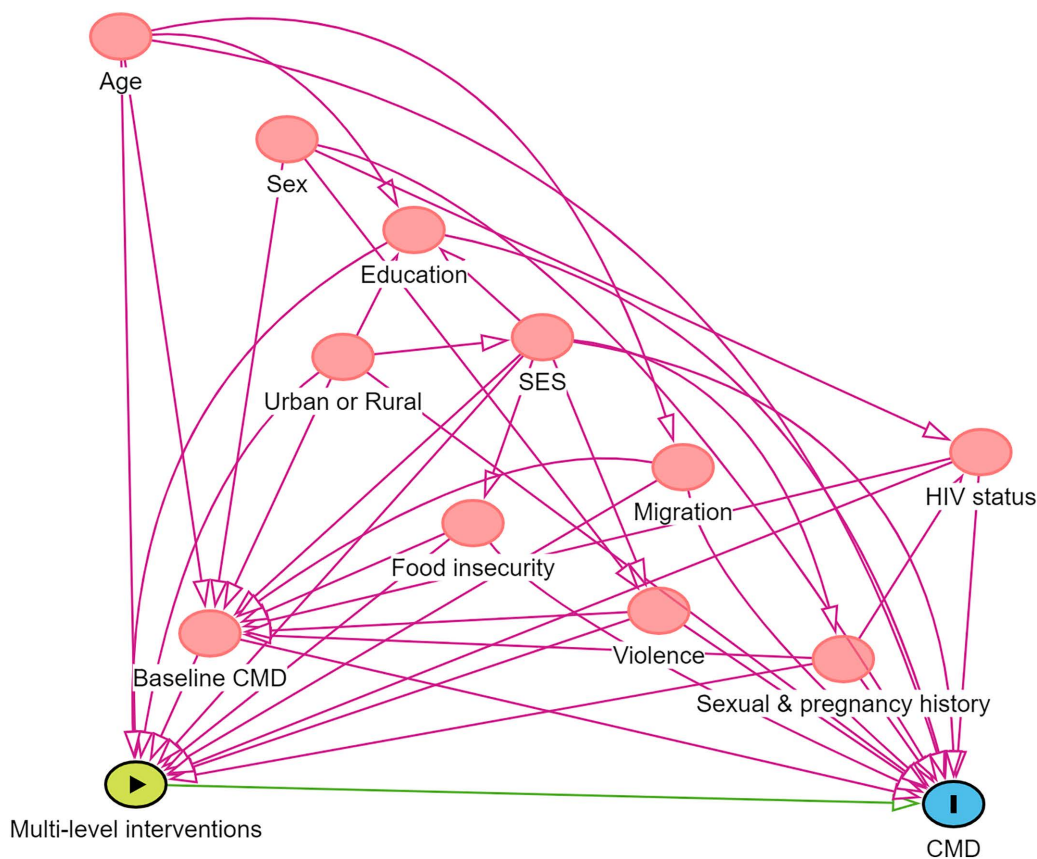 Age
Sex
Education
SES
Urban or Rural
HIV status
Migration
Food insecurity
Violence
Baseline CMD
Sexual & pregnancy history
Multi-level interventions
CMD